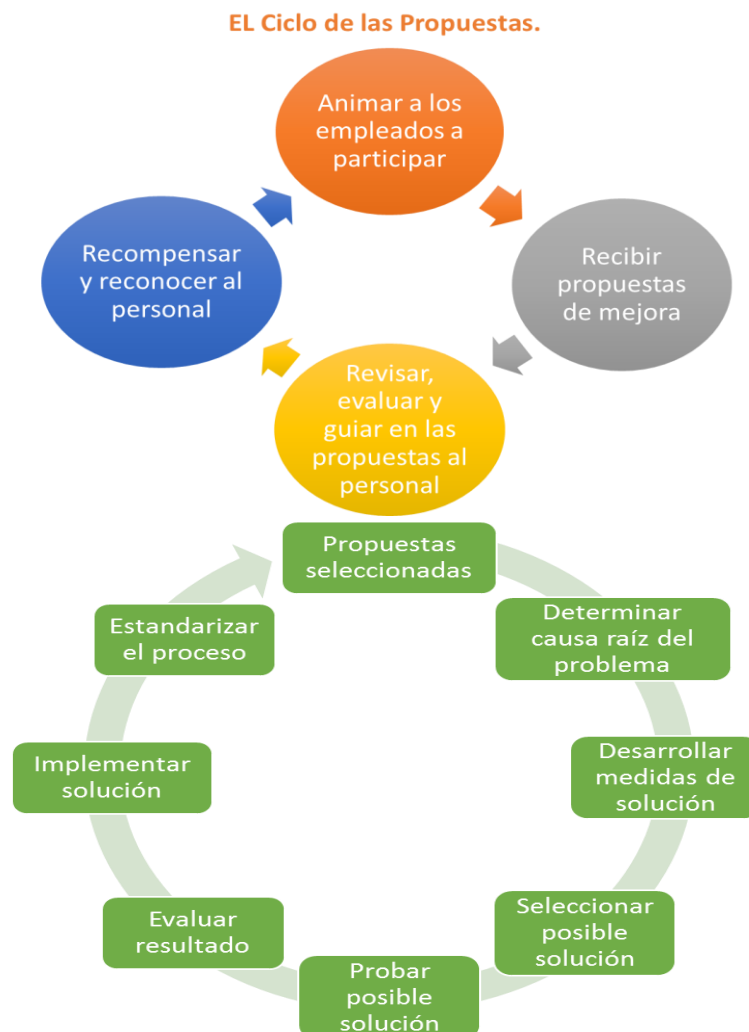 EL Ciclo de las Propuestas.
Animar a los
empleados a
participar
Recibir
propuestas
de mejora
Revisar,
evaluar y
guiar en las
propuestas al
personal
Recompensar
y reconocer al
personal
Propuestas
seleccionadas
Determinar
causa raíz del
problema
Desarrollar
medidas de
solución
Seleccionar
posible
solución
Probar
posible
solución
Evaluar
resultado
Implementar
solución
Estandarizar
el proceso